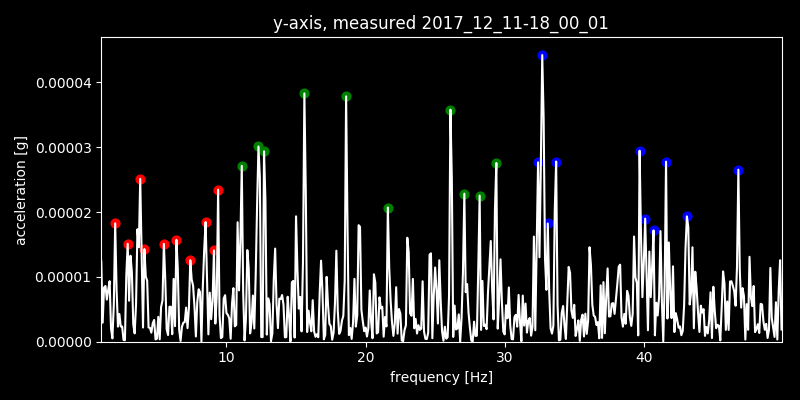 y-axis, measured 2017_12_11-18_00_01
0.00004
0.00003
0.00002
0.00001
0.00000
acceleration [g]
10 20 30 40
frequency [Hz]